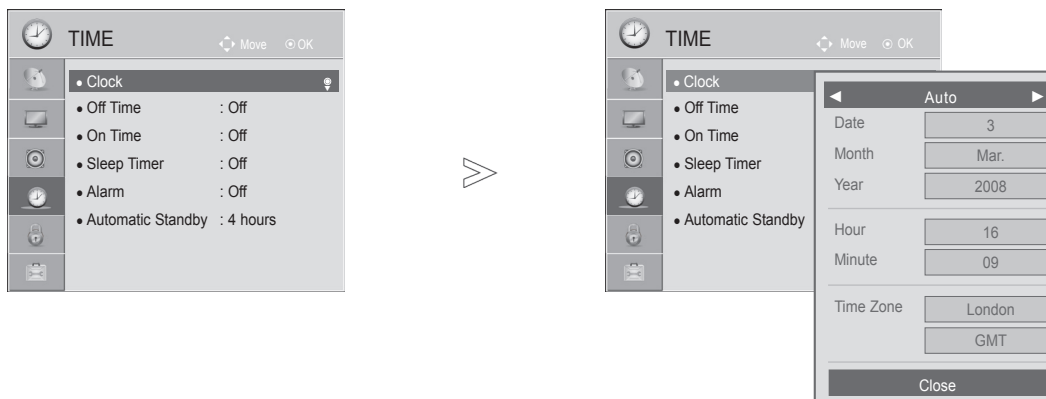 TIME Move OK
• Clock
• Off Time : Off
• On Time : Off
• Sleep Timer : Off
• Alarm : Off
• Automatic Standby : 4 hours
TIME Move OK
• Clock
• Off Time
• On Time
• Sleep Timer
• Alarm
• Automatic Standby
◀ Auto ▶
Date 3
Month Mar.
Year 2008
Hour 16
Minute 09
Time Zone London
GMT
Close